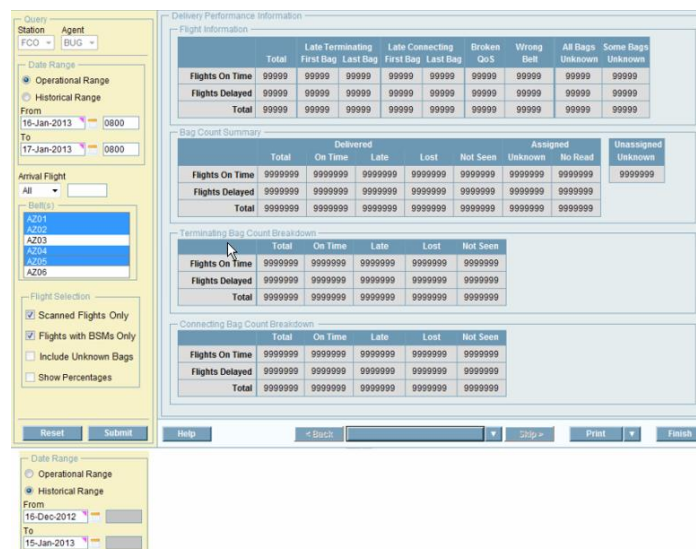 Query
Station Agent
FCO BUG
Date Range
Operational Range
Historical Range
From
16-Jan-2013 0800
To
17-Jan-2013 0800
Arrival Flight
All
Belt(s)
AZ01
AZ02
AZ03
AZ04
AZ05
AZ06
Flight Selection
Scanned Flights Only
Flights with BSMs Only
Include Unknown Bags
Show Percentages
Reset Submit
Delivery Performance Information
Flight Information
Late Terminating Late Connecting Broken Wrong All Bags Some Bags
Total First Bag Last Bag First Bag Last Bag QoS Belt Unknown Unknown
Flights On Time 99999 99999 99999 99999 99999 99999 99999 99999 99999
Flights Delayed 99999 99999 99999 99999 99999 99999 99999 99999 99999
Total 99999 99999 99999 99999 99999 99999 99999 99999 99999
Bag Count Summary
Delivered Assigned Unassigned
Total On Time Late Lost Not Seen Unknown No Read Unknown
Flights On Time 9999999 9999999 9999999 9999999 9999999 9999999 9999999 9999999
Flights Delayed 9999999 9999999 9999999 9999999 9999999 9999999 9999999
Total 9999999 9999999 9999999 9999999 9999999 9999999 9999999
Terminating Bag Count Breakdown
Total On Time Late Lost Not Seen
Flights On Time 9999999 9999999 9999999 9999999 9999999
Flights Delayed 9999999 9999999 9999999 9999999 9999999
Total 9999999 9999999 9999999 9999999 9999999
Connecting Bag Count Breakdown
Total On Time Late Lost Not Seen
Flights On Time 9999999 9999999 9999999 9999999 9999999
Flights Delayed 9999999 9999999 9999999 9999999 9999999
Total 9999999 9999999 9999999 9999999 9999999
Help < Back Skip > Print Finish
Date Range
Operational Range
Historical Range
From
16-Dec-2012
To
15-Jan-2013